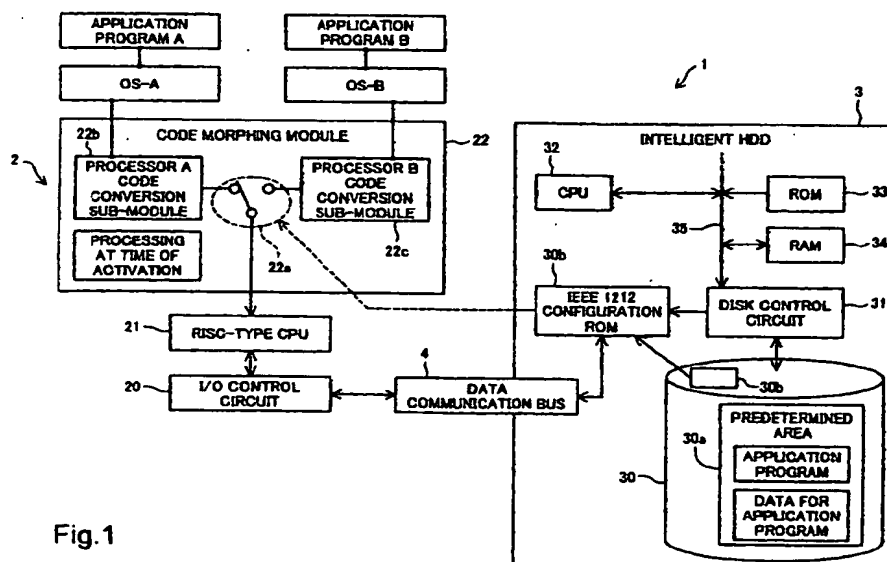 APPLICATION
PROGRAM A
APPLICATION
PROGRAM B
OS-A
OS-B
1
3
22b
CODE MORPHING MODULE
22
2
PROCESSOR A
CODE
CONVERSION
SUB-MODULE
PROCESSOR B
CODE
CONVERSION
SUB-MODULE
PROCESSING
AT TIME OF
ACTIVATION
22a
22c
INTELLIGENT HDD
32
CPU
ROM
33
35
RAM
34
30b
IEEE 1212
CONFIGURATION
ROM
DISK CONTROL
CIRCUIT
31
21
RISC-TYPE CPU
20
I/O CONTROL
CIRCUIT
4
DATA
COMMUNICATION BUS
30b
PREDETERMINED
AREA
30a
APPLICATION
PROGRAM
30
DATA FOR
APPLICATION
PROGRAM
Fig.1